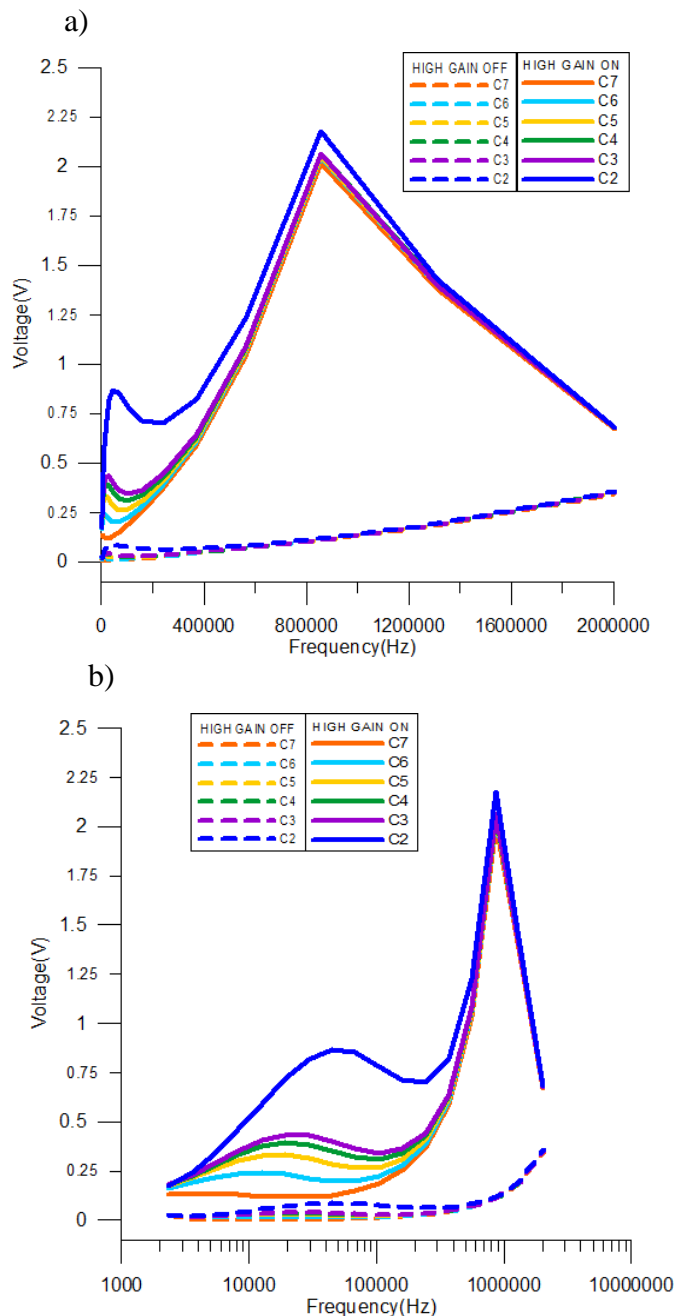 a)
HIGH GAIN OFF HIGH GAIN ON
C7 C7
C6 C6
C5 C5
C4 C4
C3 C3
C2 C2
2.5
2.25
2
1.75
1.5
1.25
1
0.75
0.5
0.25
0
Voltage(V)
0 400000 800000 1200000 1600000 2000000
Frequency(Hz)
b)
HIGH GAIN OFF HIGH GAIN ON
C7 C7
C6 C6
C5 C5
C4 C4
C3 C3
C2 C2
2.5
2.25
2
1.75
1.5
1.25
1
0.75
0.5
0.25
0
Voltage(V)
1000 10000 100000 1000000 10000000
Frequency(Hz)